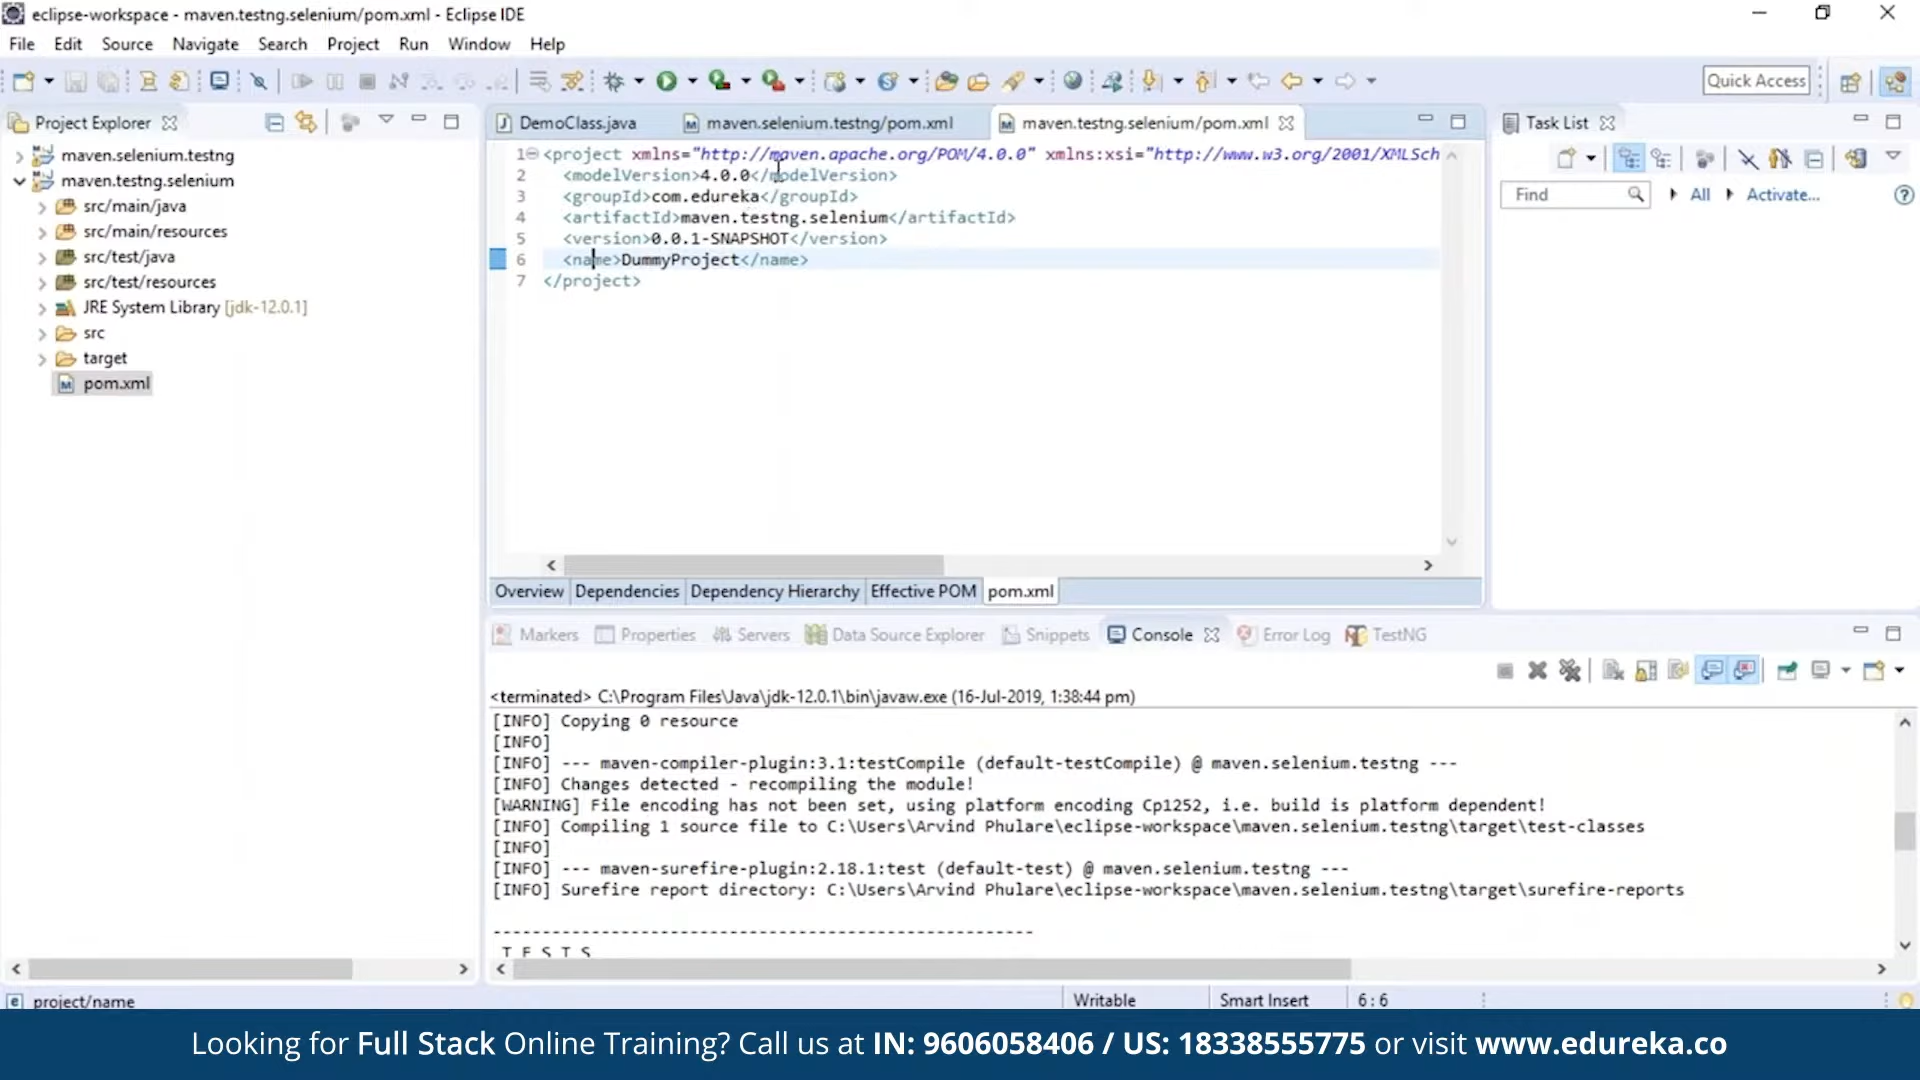 eclipse-workspace - maven.testng.selenium/pom.xml - Eclipse IDE
File Edit Source Navigate Search Project Run Window Help
Quick Access
Project Explorer
maven.selenium.testng
maven.testng.selenium
src/main/java
src/main/resources
src/test/java
src/test/resources
JRE System Library [jdk-12.0.1]
src
target
pom.xml
DemoClass.java maven.selenium.testng/pom.xml maven.testng.selenium/pom.xml
1 <project xmlns="http://maven.apache.org/POM/4.0.0" xmlns:xsi="http://www.w3.org/2001/XMLSch
2 <modelVersion>4.0.0</modelVersion>
3 <groupId>com.edureka</groupId>
4 <artifactId>maven.testng.selenium</artifactId>
5 <version>0.0.1-SNAPSHOT</version>
6 <name>DummyProject</name>
7 </project>
Overview Dependencies Dependency Hierarchy Effective POM pom.xml
Task List
Find All Activate...
Markers Properties Servers Data Source Explorer Snippets Console Error Log TestNG
<terminated> C:\Program Files\Java\jdk-12.0.1\bin\javaw.exe (16-Jul-2019, 1:38:44 pm)
[INFO] Copying 0 resource
[INFO]
[INFO] --- maven-compiler-plugin:3.1:testCompile (default-testCompile) @ maven.selenium.testng ---
[INFO] Changes detected - recompiling the module!
[WARNING] File encoding has not been set, using platform encoding Cp1252, i.e. build is platform dependent!
[INFO] Compiling 1 source file to C:\Users\Arvind Phulare\eclipse-workspace\maven.selenium.testng\target\test-classes
[INFO]
[INFO] --- maven-surefire-plugin:2.18.1:test (default-test) @ maven.selenium.testng ---
[INFO] Surefire report directory: C:\Users\Arvind Phulare\eclipse-workspace\maven.selenium.testng\target\surefire-reports
-------------------------------------------------------
T E S T S
project/name Writable Smart Insert 6 : 6
Looking for Full Stack Online Training? Call us at IN: 9606058406 / US: 18338555775 or visit www.edureka.co